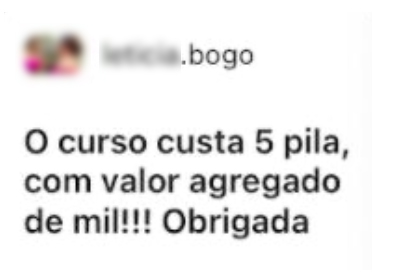 .bogo
O curso custa 5 pila,
com valor agregado
de mil!!! Obrigada